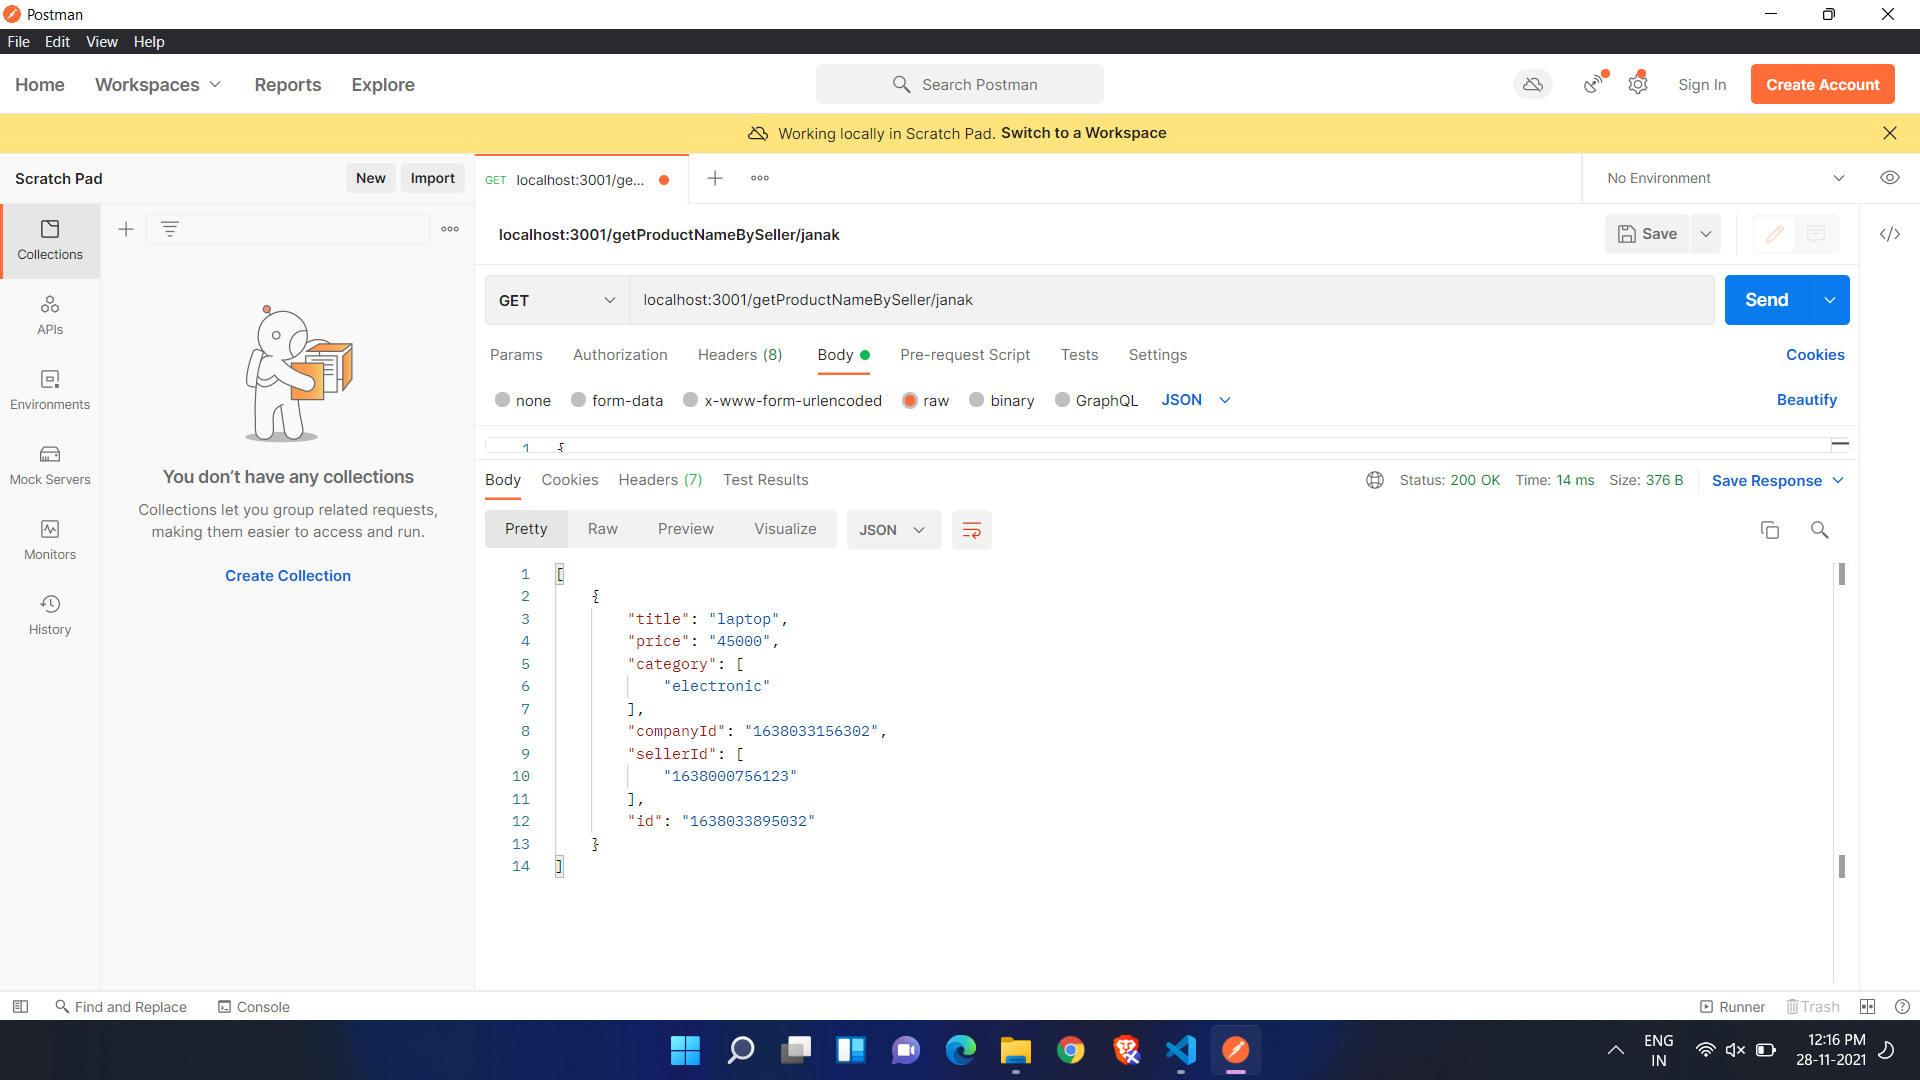 Postman
File Edit View Help
Home Workspaces Reports Explore Search Postman Sign In Create Account
Working locally in Scratch Pad. Switch to a Workspace
Scratch Pad New Import GET localhost:3001/ge... No Environment
Collections
localhost:3001/getProductNameBySeller/janak Save
GET localhost:3001/getProductNameBySeller/janak Send
APIs
Params Authorization Headers (8) Body Pre-request Script Tests Settings Cookies
none form-data x-www-form-urlencoded raw binary GraphQL JSON Beautify
Environments
1 {
You don't have any collections
Mock Servers
Collections let you group related requests,
making them easier to access and run.
Monitors
Create Collection
History
Body Cookies Headers (7) Test Results Status: 200 OK Time: 14 ms Size: 376 B Save Response
Pretty Raw Preview Visualize JSON
1 [
2 {
3 "title": "laptop",
4 "price": "45000",
5 "category": [
6 "electronic"
7 ],
8 "companyId": "1638033156302",
9 "sellerId": [
10 "1638000756123"
11 ],
12 "id": "1638033895032"
13 }
14 ]
Find and Replace Console Runner Trash
ENG
IN
12:16 PM
28-11-2021